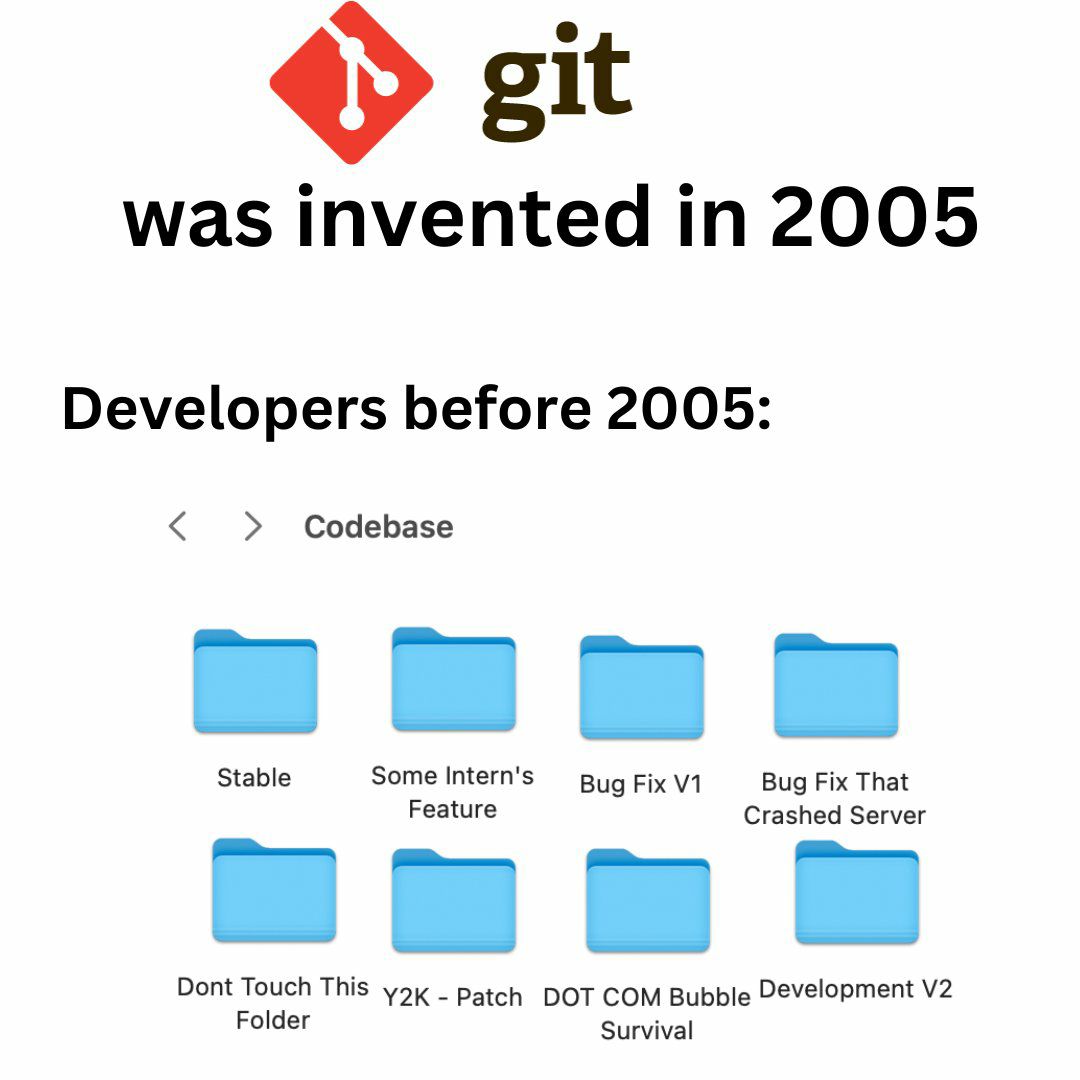 git
was invented in 2005
Developers before 2005:
Codebase
Stable
Some Intern's
Feature
Bug Fix V1
Bug Fix That
Crashed Server
Dont Touch This
Folder
Y2K - Patch
DOT COM Bubble
Survival
Development V2